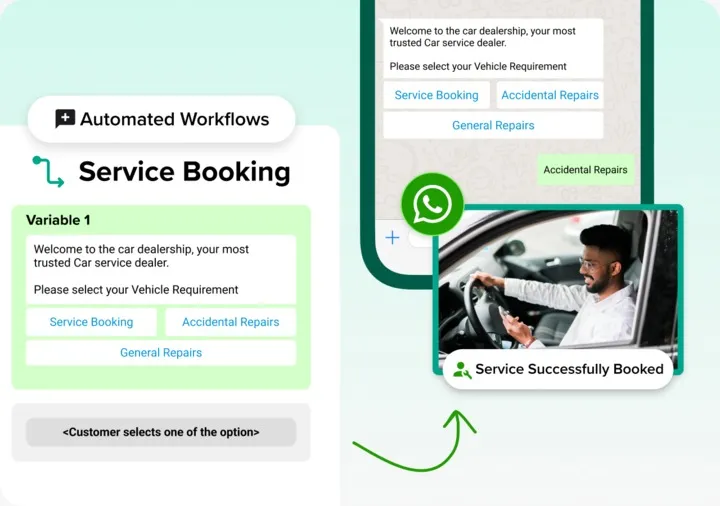 Automated Workflows
Service Booking
Variable 1
Welcome to the car dealership, your most
trusted Car service dealer.
Please select your Vehicle Requirement
Service Booking
Accidental Repairs
General Repairs
<Customer selects one of the option>
Welcome to the car dealership, your most
trusted Car service dealer.
Please select your Vehicle Requirement
Service Booking
Accidental Repairs
General Repairs
Accidental Repairs
Service Successfully Booked